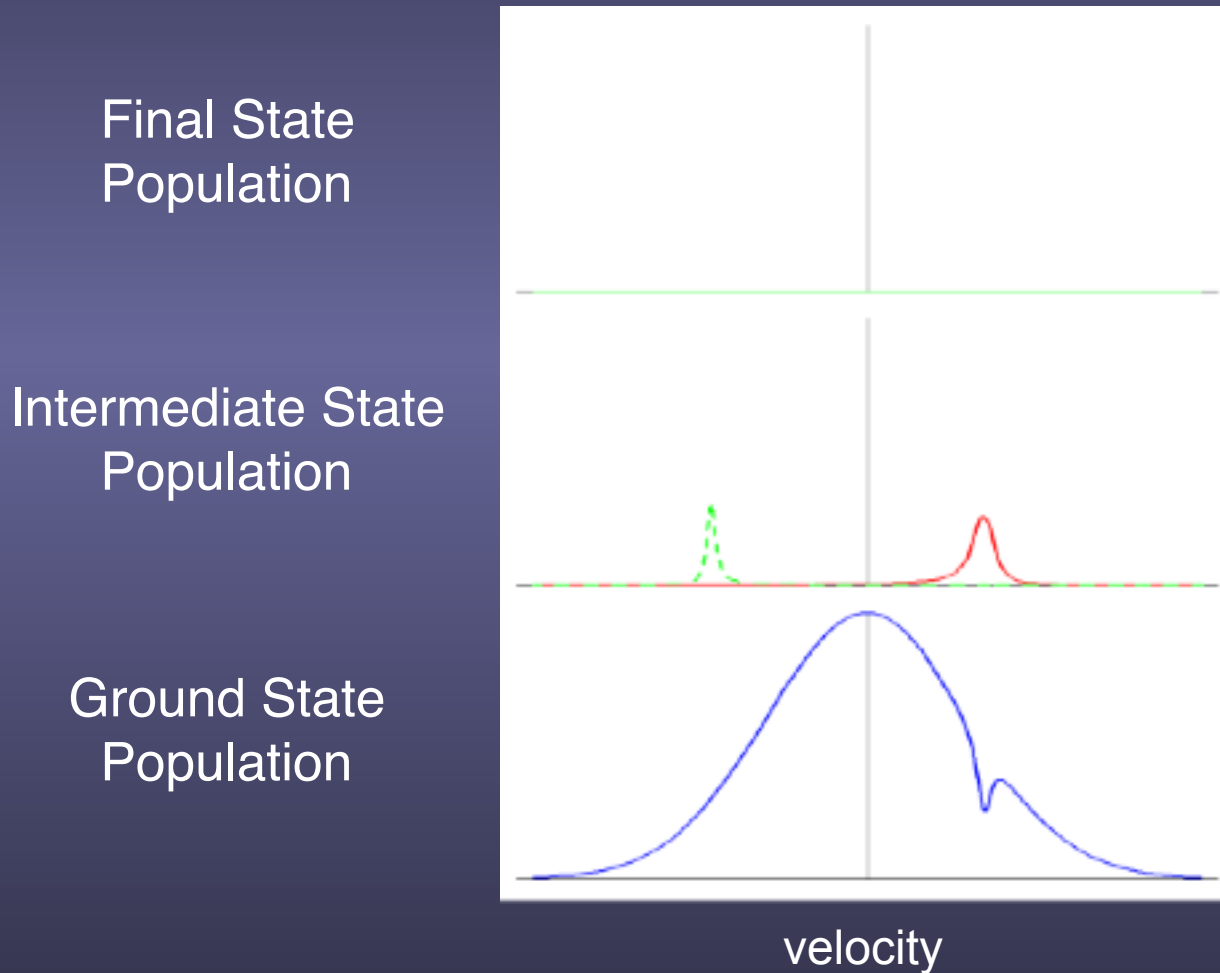 Final State
Population
Intermediate State
Population
Ground State
Population
velocity